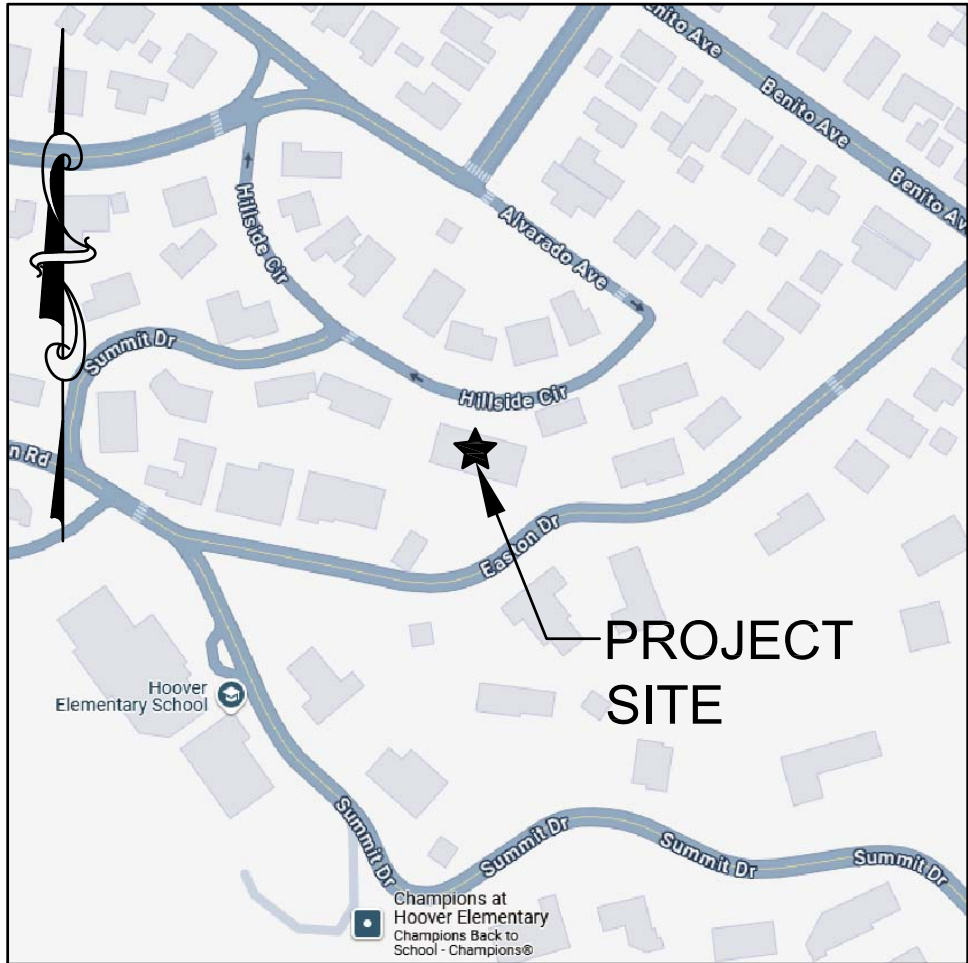 Benito Ave
Benito Ave
Benito Av
Alvarado Ave
Hillside Cir
Summit Dr
Hillside Cir
n Rd
Easton Dr
PROJECT
SITE
Hoover
Elementary School
Summit Dr
Summit Dr
Summit Dr
Summit Dr
Champions at
Hoover Elementary
Champions Back to
School - Champions®